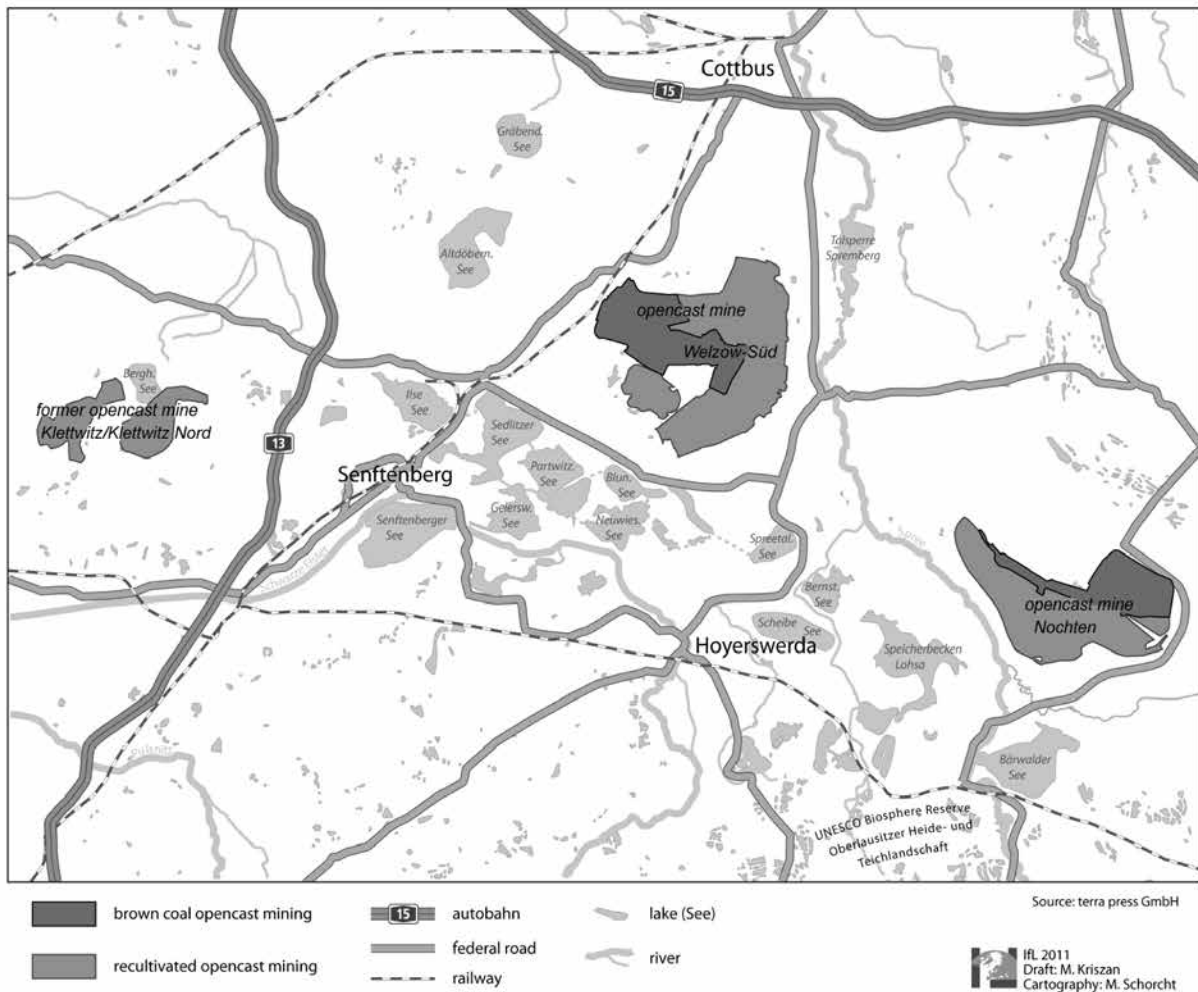 Cottbus
15
Gräbend.
See
Altdöbern.
See
Talsperre
Spremberg
opencast mine
Welzow-Süd
Bergh.
See
former opencast mine
Klettwitz/Klettwitz Nord
13
Ilse
See
Sedlitzer
See
Senftenberg
Partwitz.
See
Blun.
See
Geiersw.
See
Neuwies.
See
Senftenberger
See
Spreetal.
See
Spree
Schwarze Elster
Bernst.
See
Scheibe
See
Hoyerswerda
Speicherbecken
Lohsa
opencast mine
Nochten
Pulsnitz
Bärwalder
See
UNESCO Biosphere Reserve
Oberlausitzer Heide- und
Teichlandschaft
brown coal opencast mining
recultivated opencast mining
15
autobahn
federal road
railway
lake (See)
river
Source: terra press GmbH
IfL 2011
Draft: M. Kriszan
Cartography: M. Schorcht